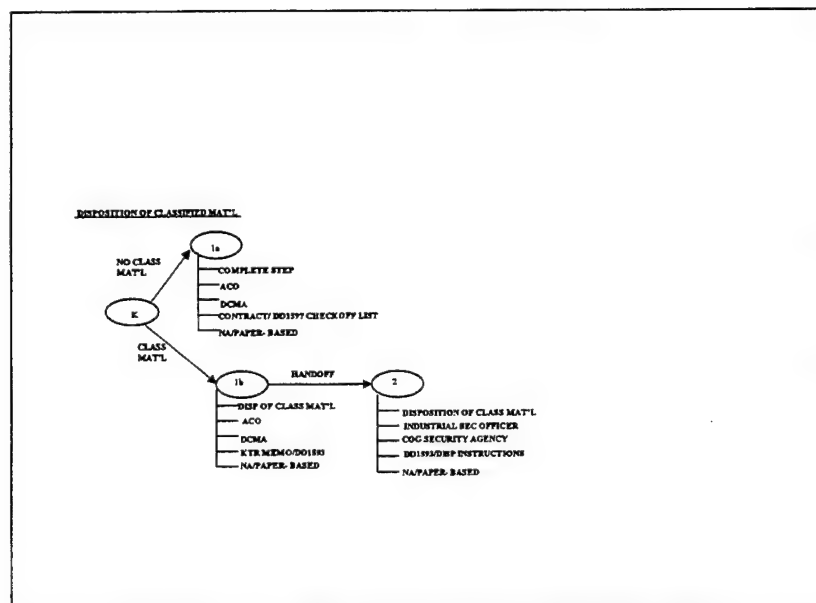 DISPOSITION OF CLASSIFIED MAT'L
1a
NO CLASS
MAT'L
COMPLETE STEP
ACO
DCMA
CONTRACT/ DD1597 CHECKOFF LIST
NA/PAPER- BASED
K
CLASS
MAT'L
1b
HANDOFF
2
DISP OF CLASS MAT'L
ACO
DCMA
KTR MEMO/DD1593
NA/PAPER- BASED
DISPOSITION OF CLASS MAT'L
INDUSTRIAL SEC OFFICER
COG SECURITY AGENCY
DD1593/DISP INSTRUCTIONS
NA/PAPER- BASED